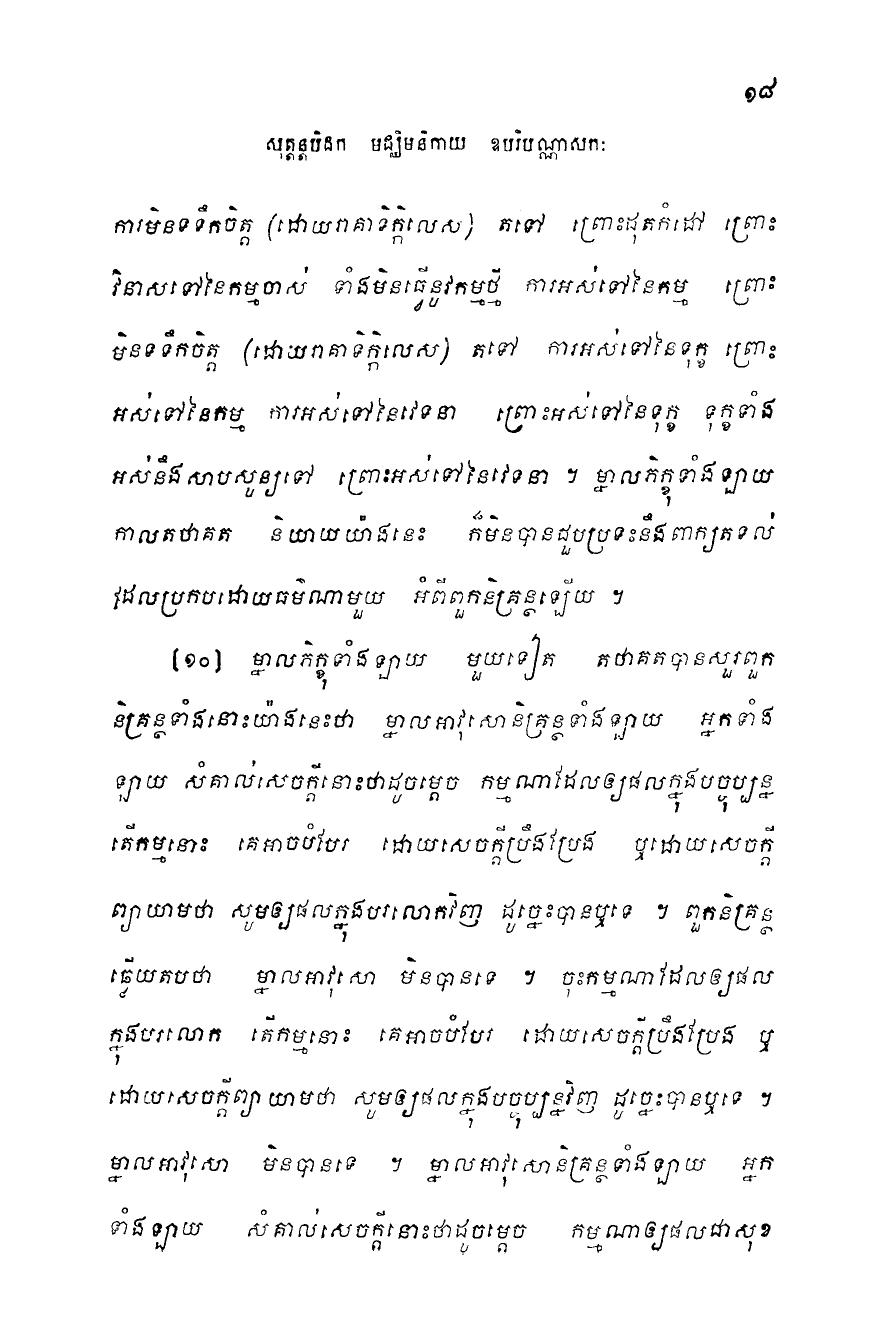 ១៨
សុត្តន្តបិដក មជ្ឈិមនិកាយ ឧបរិបណ្ណាសកៈ
ការមិនទទឹកចិត្ត (ដោយរាគាទិក្កិលេស) តទៅ ព្រោះដុតកំដៅ ព្រោះ
វិនាសទៅនៃកម្មចាស់ ទាំងមិនធ្វើនូវកម្មថ្មី ការអស់ទៅនៃកម្ម ព្រោះ
មិនទទឹកចិត្ត (ដោយរាគាទិក្កិលេស) តទៅ ការអស់ទៅនៃទុក្ខ ព្រោះ
អស់ទៅនៃកម្ម ការអស់ទៅនៃវេទនា ព្រោះអស់ទៅនៃទុក្ខ ទុក្ខទាំង
អស់នឹងសាបសូន្យទៅ ព្រោះអស់ទៅនៃវេទនា ។ ម្នាលភិក្ខុទាំងឡាយ
កាលតថាគត និយាយយ៉ាងនេះ ក៏មិនបានជួបប្រទះនឹងពាក្យតទល់
ដែលប្រកបដោយធម៌ណាមួយ អំពីពួកនិគ្រន្ថឡើយ ។
[១០] ម្នាលភិក្ខុទាំងឡាយ មួយទៀត តថាគតបានសួរពួក
និគ្រន្ថទាំងនោះយ៉ាងនេះថា ម្នាលអាវុសោនិគ្រន្ថទាំងឡាយ អ្នកទាំង
ឡាយ សំគាល់សេចក្តីនោះថាដូចម្តេច កម្មណាដែលឲ្យផលក្នុងបច្ចុប្បន្ន
តើកម្មនោះ គេអាចបំបែរ ដោយសេចក្តីប្រឹងប្រែង ឬដោយសេចក្តី
ព្យាយាមថា សូមឲ្យផលក្នុងបរលោកវិញ ដូច្នេះបានឬទេ ។ ពួកនិគ្រន្ថ
ធ្វើយតបថា ម្នាលអាវុសោ មិនបានទេ ។ ចុះកម្មណាដែលឲ្យផល
ក្នុងបរលោក តើកម្មនោះ គេអាចបំបែរ ដោយសេចក្តីប្រឹងប្រែង ឬ
ដោយសេចក្តីព្យាយាមថា សូមឲ្យផលក្នុងបច្ចុប្បន្នវិញ ដូច្នេះបានឬទេ ។
ម្នាលអាវុសោ មិនបានទេ ។ ម្នាលអាវុសោនិគ្រន្ថទាំងឡាយ អ្នក
ទាំងឡាយ សំគាល់សេចក្តីនោះថាដូចម្តេច កម្មណាឲ្យផលជាសុខ